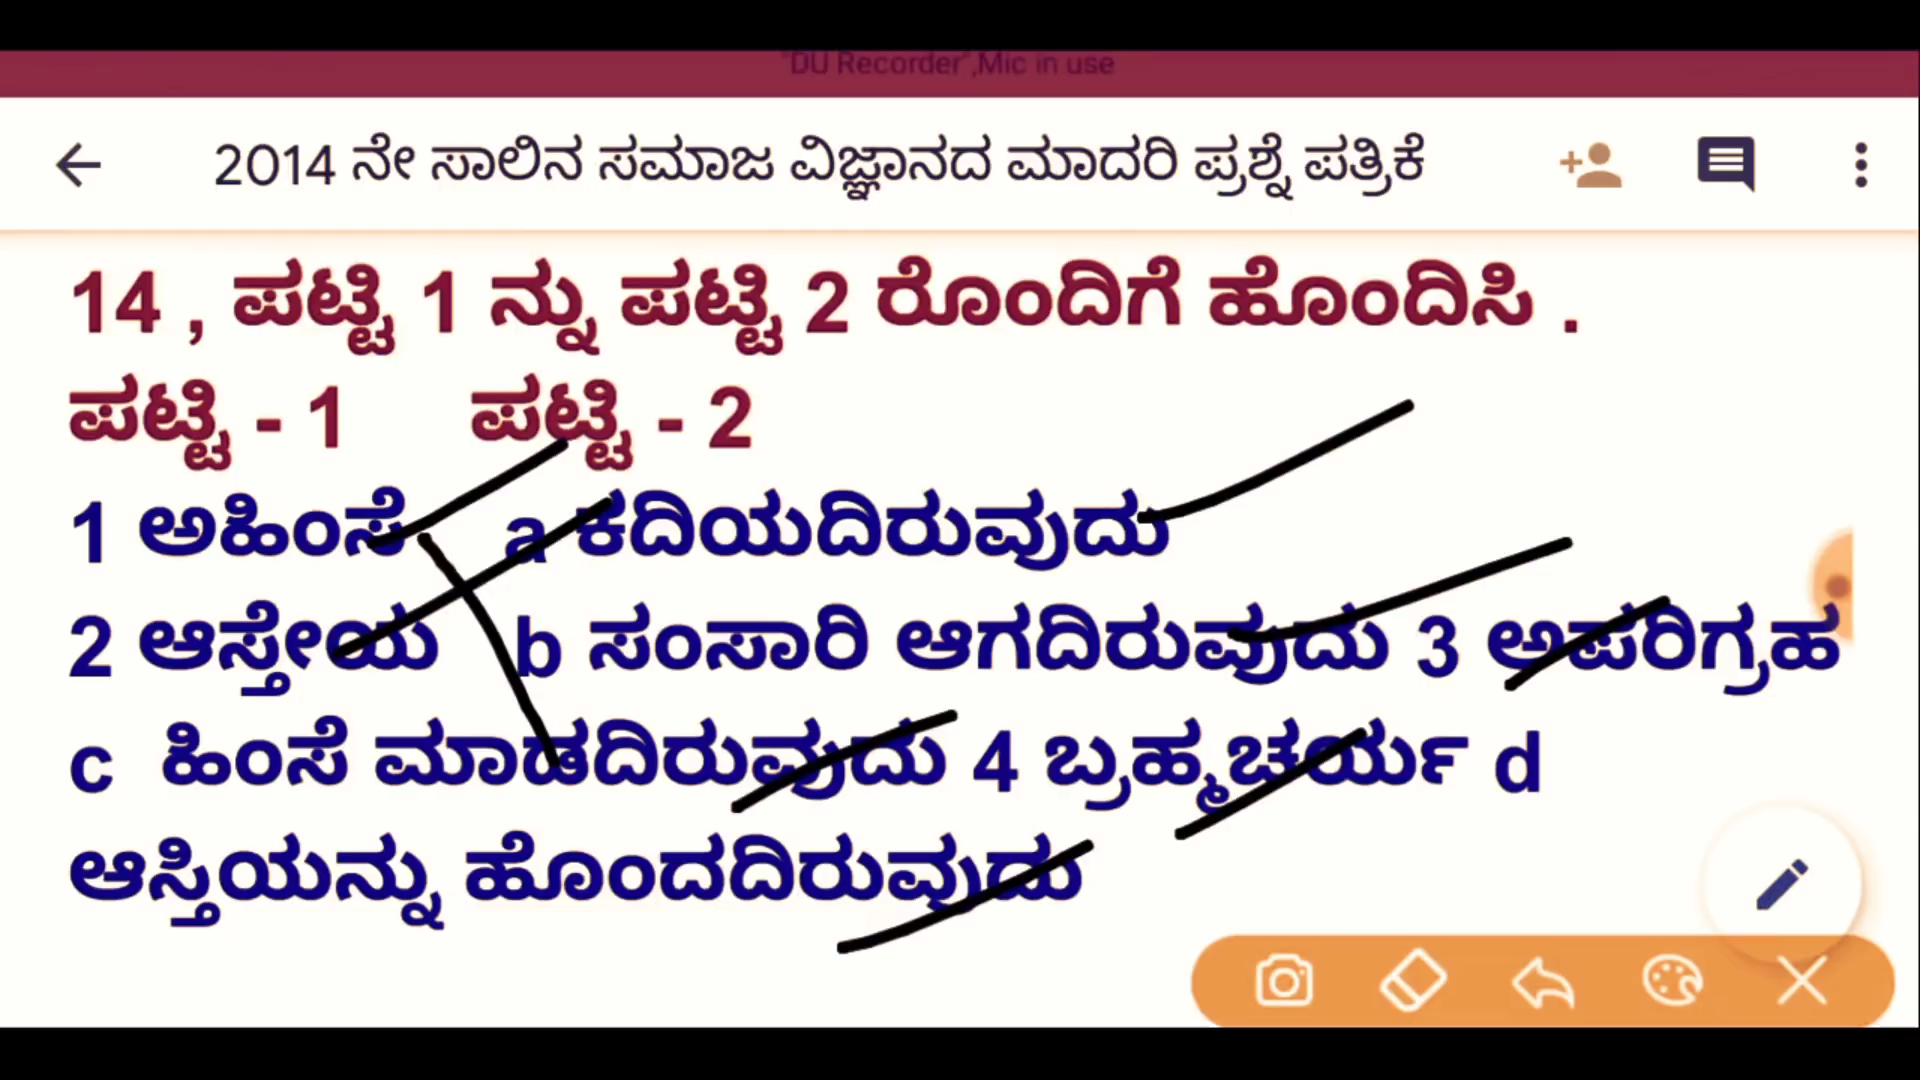 "DU Recorder",Mic in use
2014 ನೇ ಸಾಲಿನ ಸಮಾಜ ವಿಜ್ಞಾನದ ಮಾದರಿ ಪ್ರಶ್ನೆ ಪತ್ರಿಕೆ
14 , ಪಟ್ಟಿ 1 ನ್ನು ಪಟ್ಟಿ 2 ರೊಂದಿಗೆ ಹೊಂದಿಸಿ .
ಪಟ್ಟಿ - 1 ಪಟ್ಟಿ - 2
1 ಅಹಿಂಸೆ a ಕದಿಯದಿರುವುದು
2 ಆಸ್ತೇಯ b ಸಂಸಾರಿ ಆಗದಿರುವುದು 3 ಅಪರಿಗ್ರಹ
c ಹಿಂಸೆ ಮಾಡದಿರುವುದು 4 ಬ್ರಹ್ಮಚರ್ಯ d
ಆಸ್ತಿಯನ್ನು ಹೊಂದದಿರುವುದು